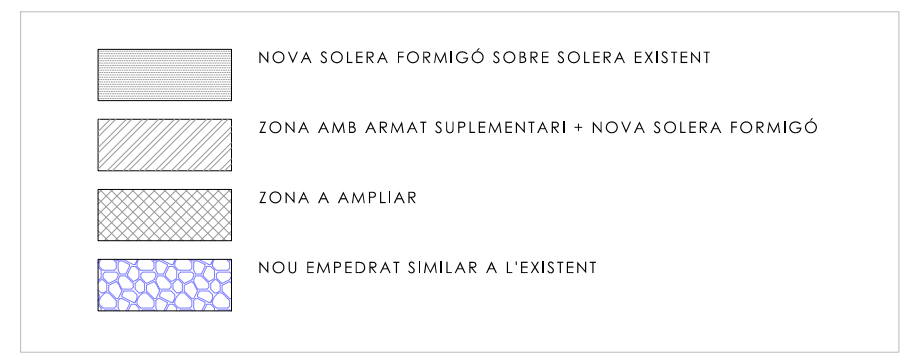 NOVA SOLERA FORMIGÓ SOBRE SOLERA EXISTENT
ZONA AMB ARMAT SUPLEMENTARI + NOVA SOLERA FORMIGÓ
ZONA A AMPLIAR
NOU EMPEDRAT SIMILAR A L'EXISTENT